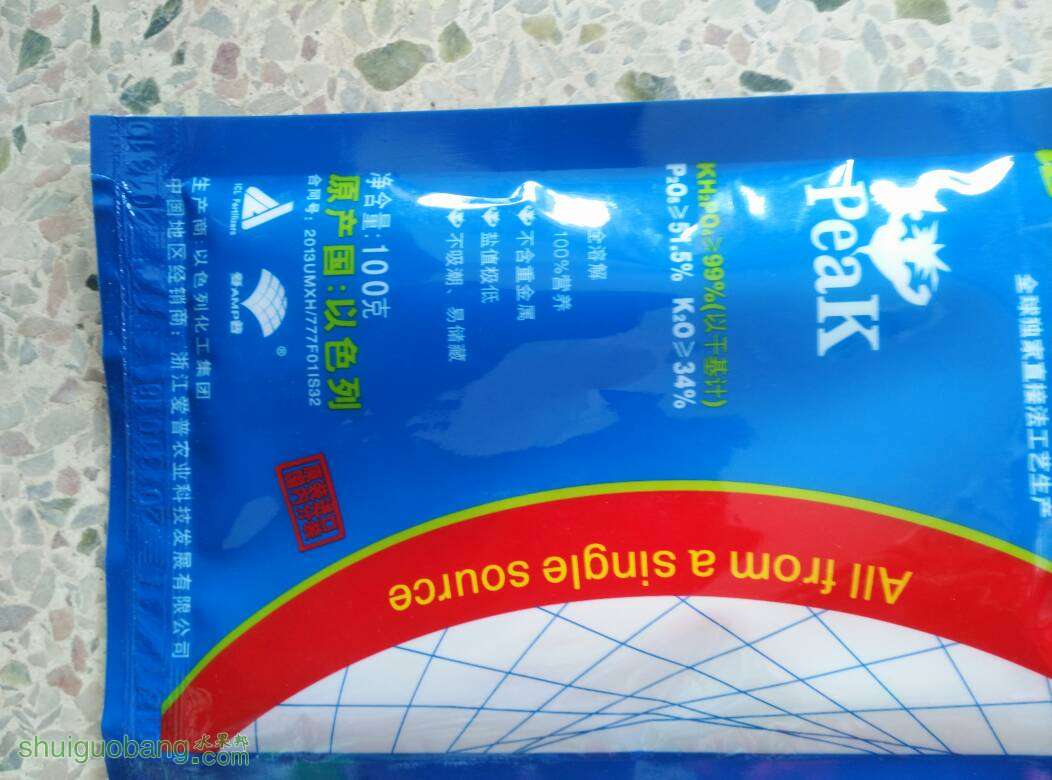 Peak
全球独家直接法工艺生产
KH₂PO₄≥99%(以干基计)
P₂O₅≥51.5% K₂O≥34%
全溶解
100%营养
不含重金属
盐值极低
不吸潮、易储藏
净含量:100克
原产国:以色列
合同号:2013UMXH/777F01IS32
ICL Fertilizers
®
生产商:以色列化工集团
中国地区经销商:浙江爱普农业科技发展有限公司
All from a single source
shuiguobang.com
水果邦